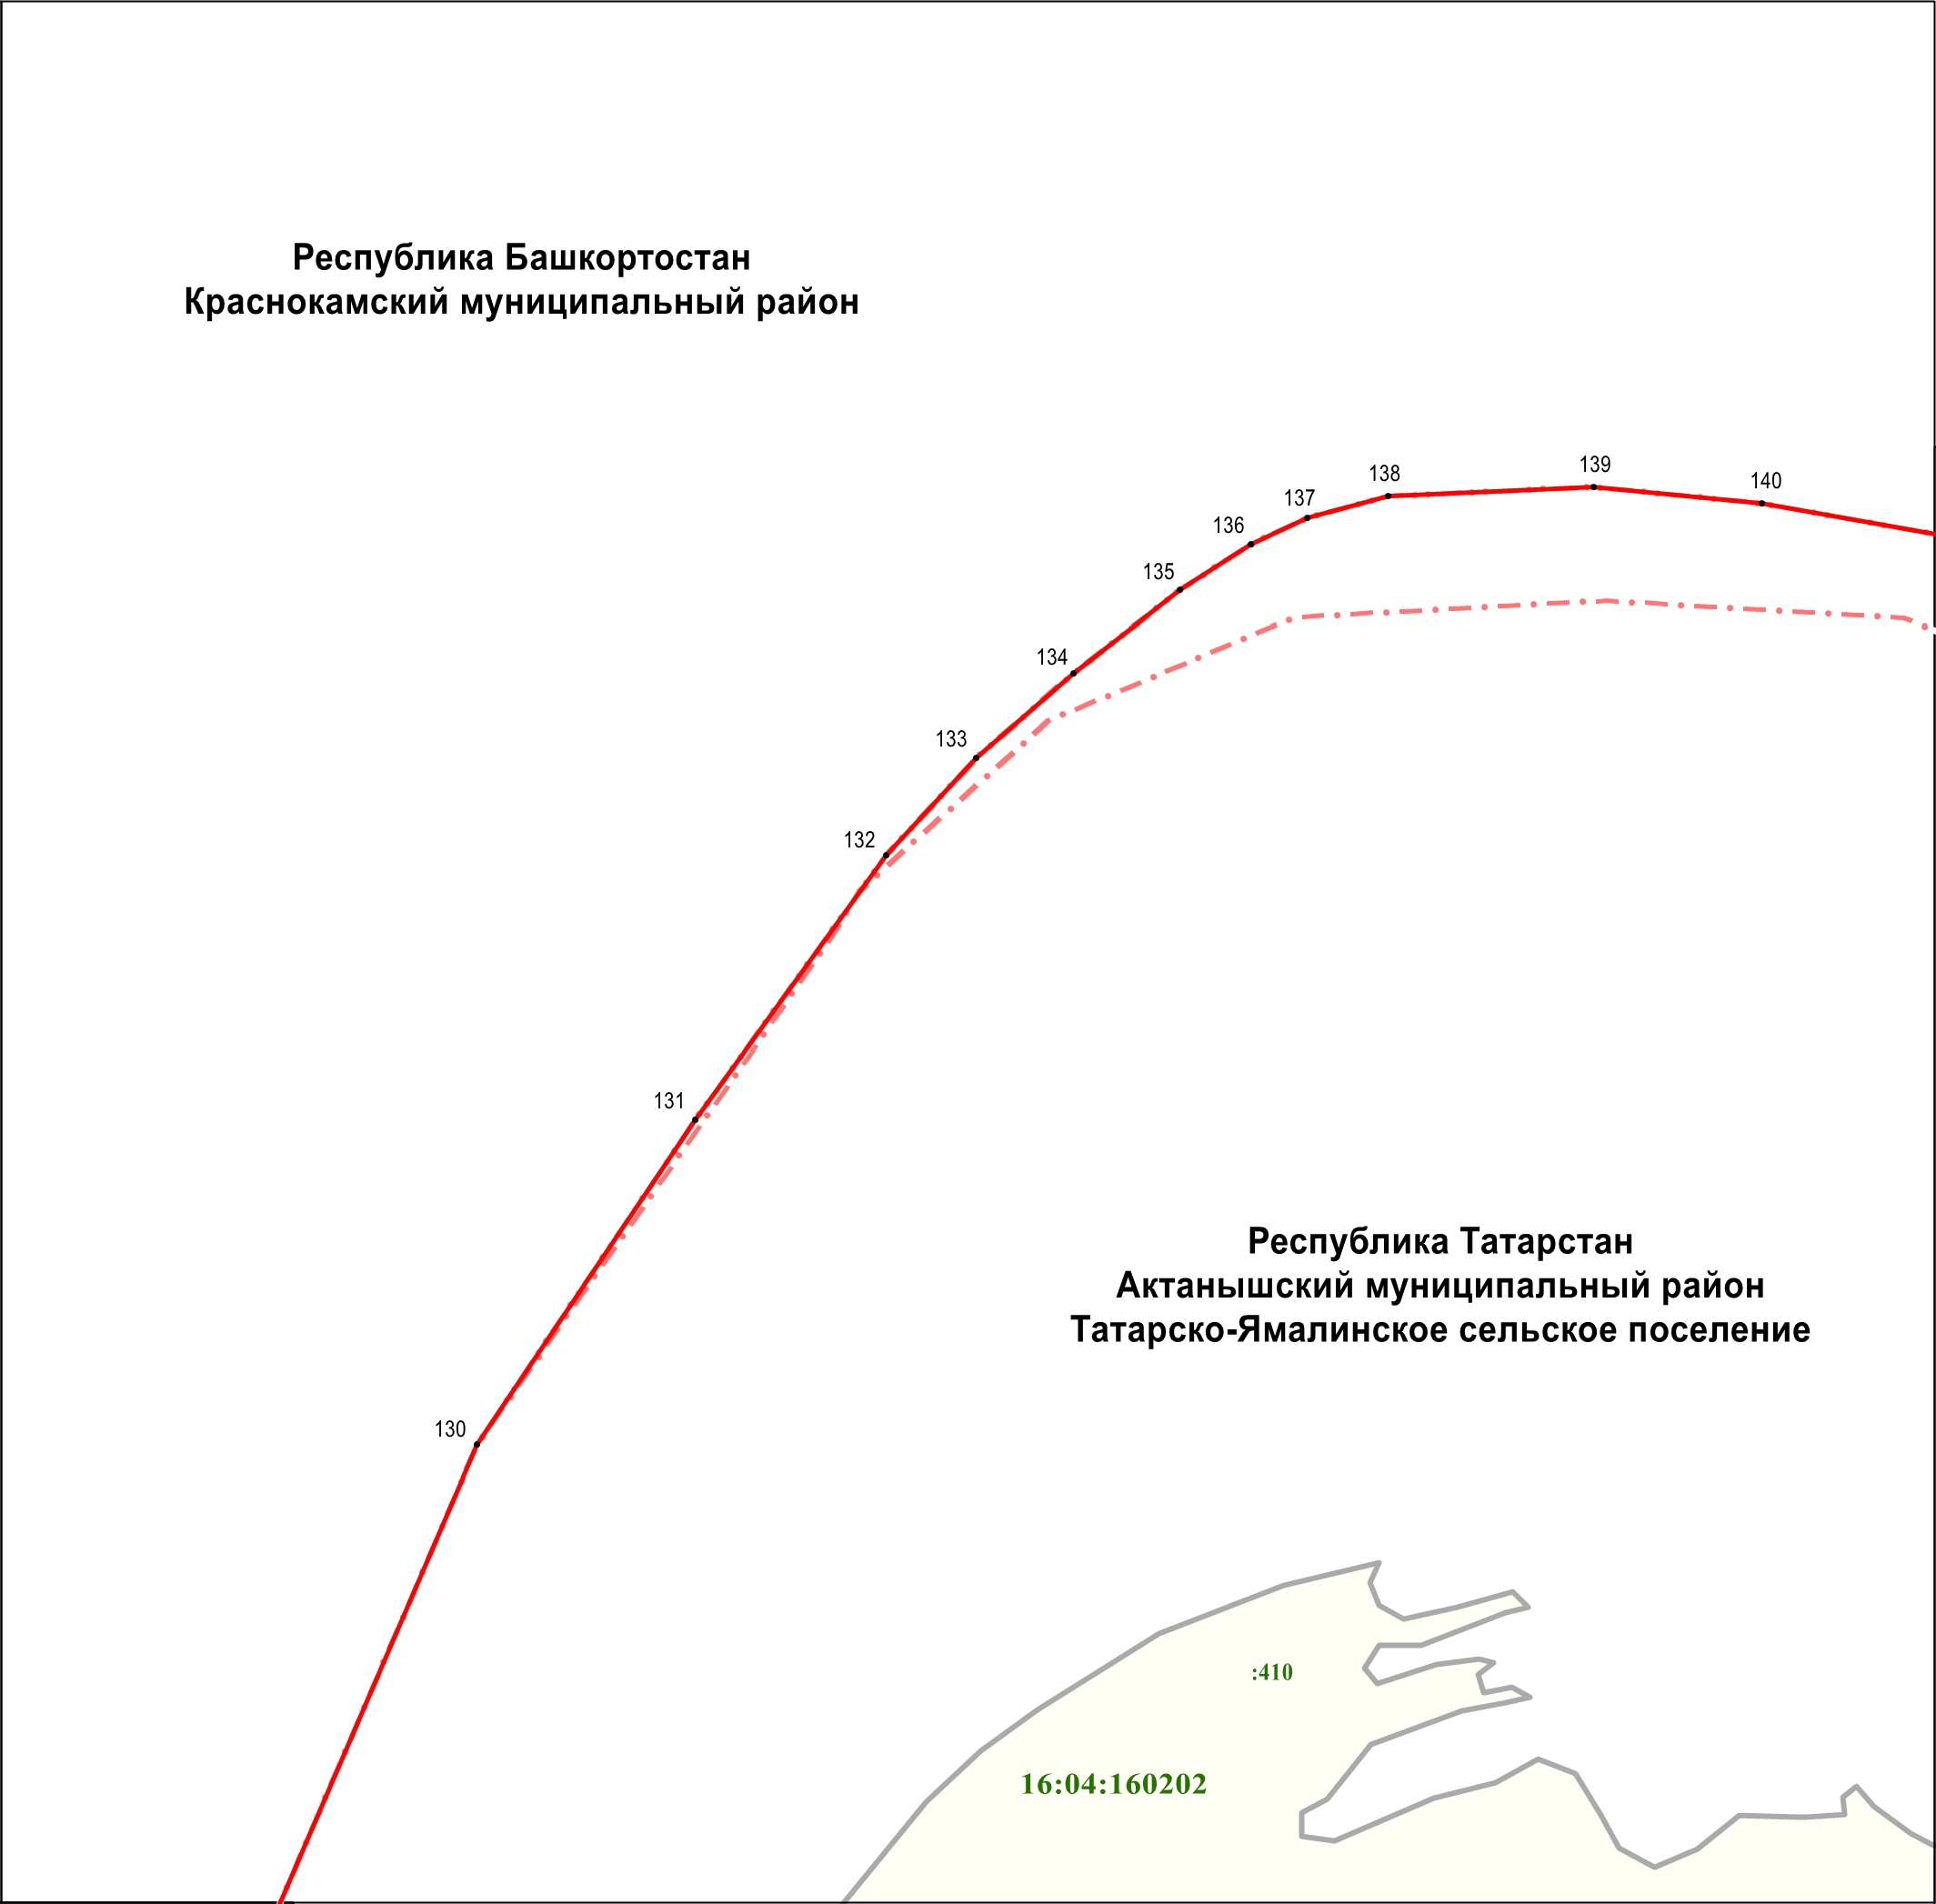 Республика Башкортостан
Краснокамский муниципальный район
139
138
140
137
136
135
134
133
132
131
Республика Татарстан
Актанышский муниципальный район
Татарско-Ямалинское сельское поселение
130
:410
16:04:160202